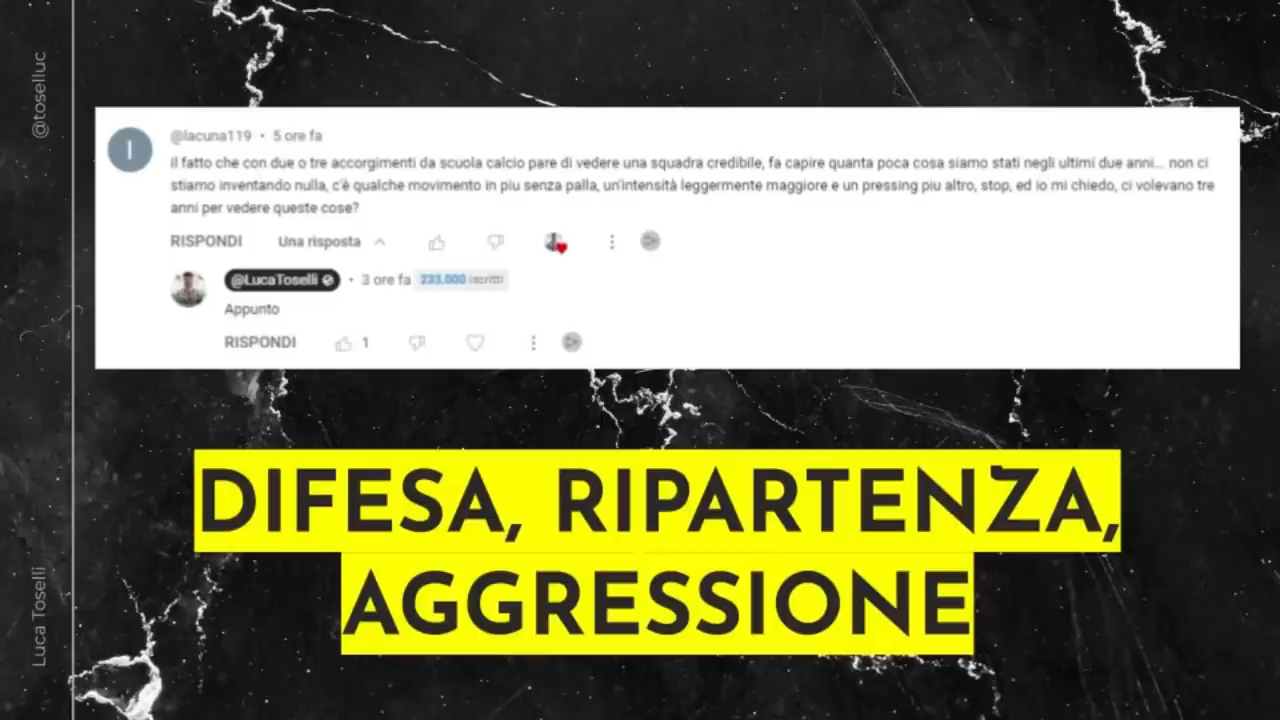 @toselluc
Luca Toselli
@lacuna119 • 5 ore fa
il fatto che con due o tre accorgimenti da scuola calcio pare di vedere una squadra credibile, fa capire quanta poca cosa siamo stati negli ultimi due anni... non ci
stiamo inventando nulla, c'è qualche movimento in piu senza palla, un'intensità leggermente maggiore e un pressing piu altro, stop, ed io mi chiedo, ci volevano tre
anni per vedere queste cose?
RISPONDI Una risposta
@LucaToselli • 3 ore fa 233.000 iscritti
Appunto
RISPONDI 1
DIFESA, RIPARTENZA,
AGGRESSIONE